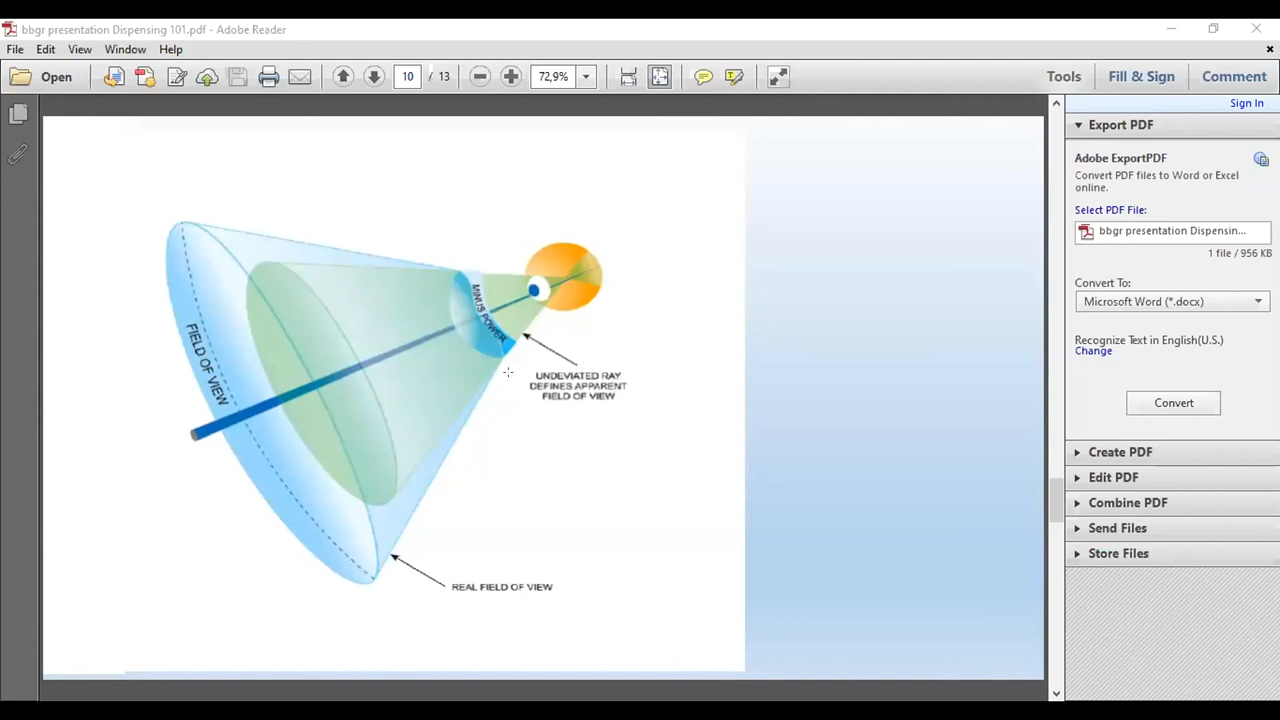 bbgr presentation Dispensing 101.pdf - Adobe Reader
File Edit View Window Help
Open 10 / 13 72,9% Tools Fill & Sign Comment
Sign In
Export PDF
Adobe ExportPDF
Convert PDF files to Word or Excel
online.
Select PDF File:
bbgr presentation Dispensin...
1 file / 956 KB
Convert To:
Microsoft Word (*.docx)
Recognize Text in English(U.S.)
Change
Convert
Create PDF
Edit PDF
Combine PDF
Send Files
Store Files
MINUS POWER
FIELD OF VIEW
UNDEVIATED RAY
DEFINES APPARENT
FIELD OF VIEW
REAL FIELD OF VIEW